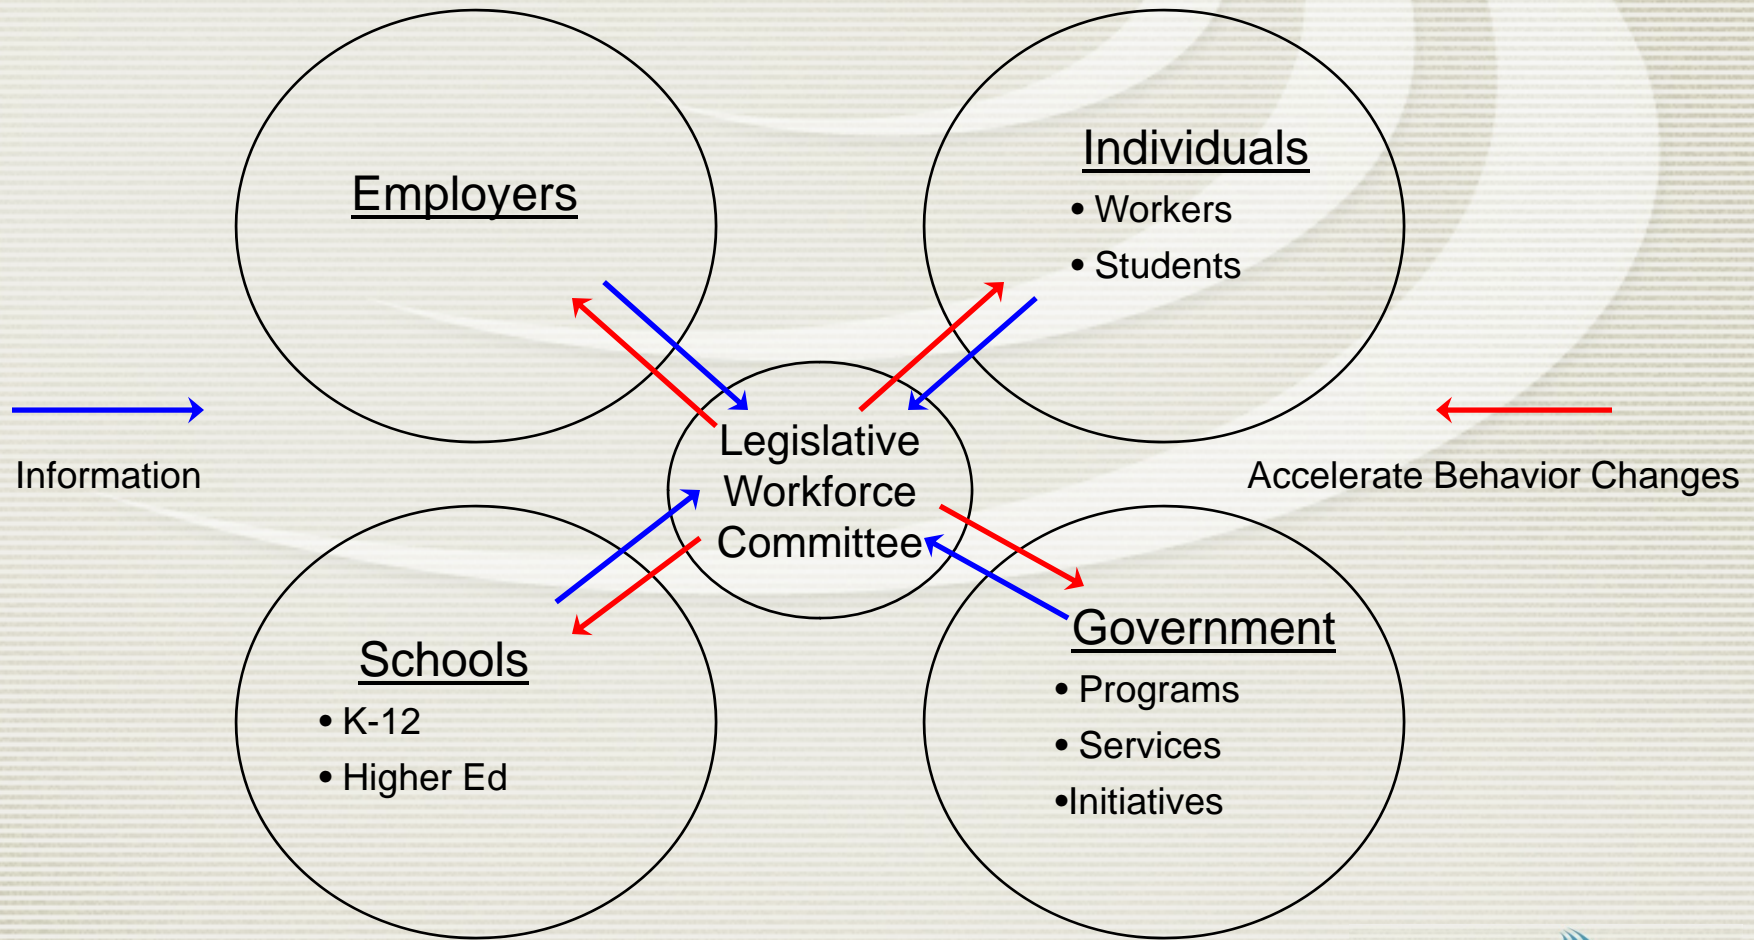 Employers
Individuals
• Workers
• Students
Information
Legislative
Workforce
Committee
Accelerate Behavior Changes
Schools
• K-12
• Higher Ed
Government
• Programs
• Services
•Initiatives